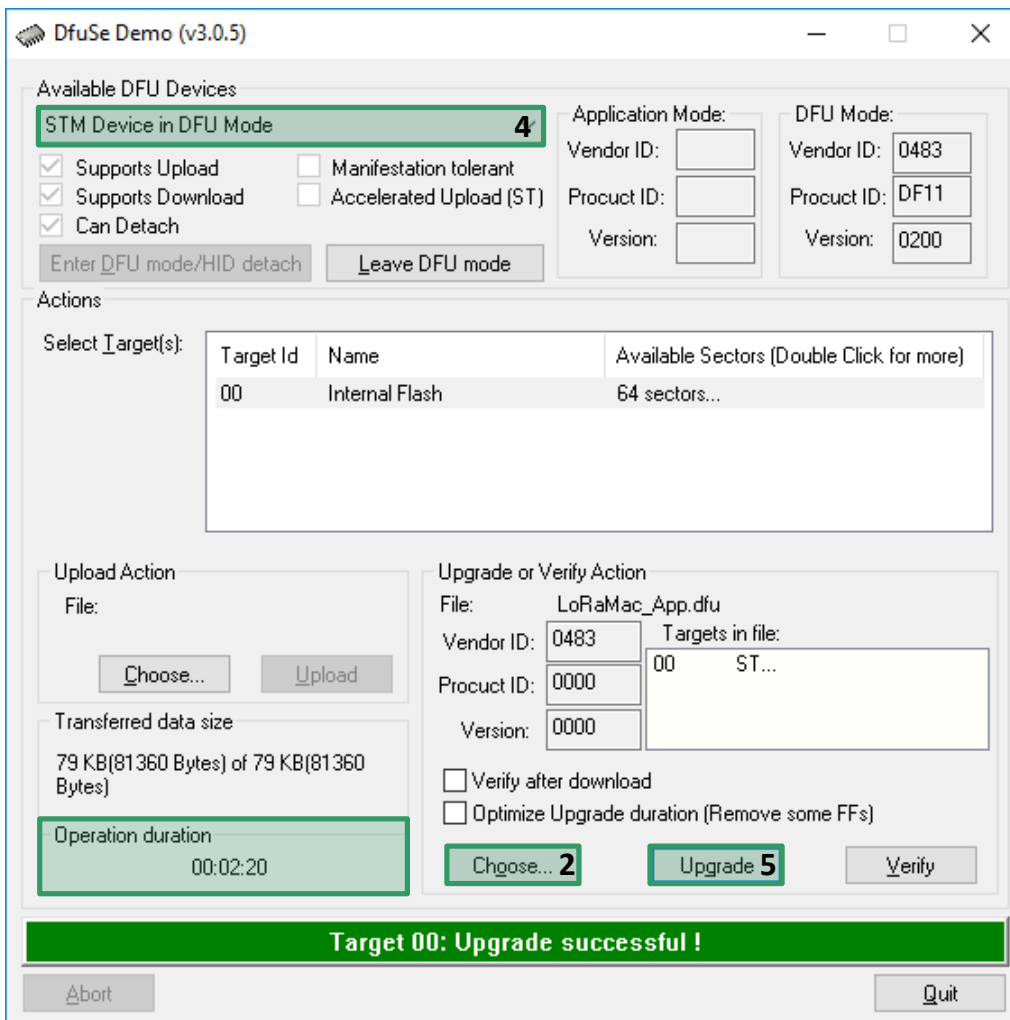 DfuSe Demo (v3.0.5)
Available DFU Devices
STM Device in DFU Mode 4
Supports Upload
Manifestation tolerant
Supports Download
Accelerated Upload (ST)
Can Detach
Enter DFU mode/HID detach
Leave DFU mode
Application Mode:
Vendor ID:
Procuct ID:
Version:
DFU Mode:
Vendor ID: 0483
Procuct ID: DF11
Version: 0200
Actions
Select Target(s):
Target Id Name Available Sectors (Double Click for more)
00 Internal Flash 64 sectors...
Upload Action
File:
Choose...
Upload
Transferred data size
79 KB(81360 Bytes) of 79 KB(81360
Bytes)
Operation duration
00:02:20
Upgrade or Verify Action
File: LoRaMac_App.dfu
Vendor ID: 0483
Procuct ID: 0000
Version: 0000
Targets in file:
00 ST...
Verify after download
Optimize Upgrade duration (Remove some FFs)
Choose... 2
Upgrade 5
Verify
Target 00: Upgrade successful !
Abort
Quit